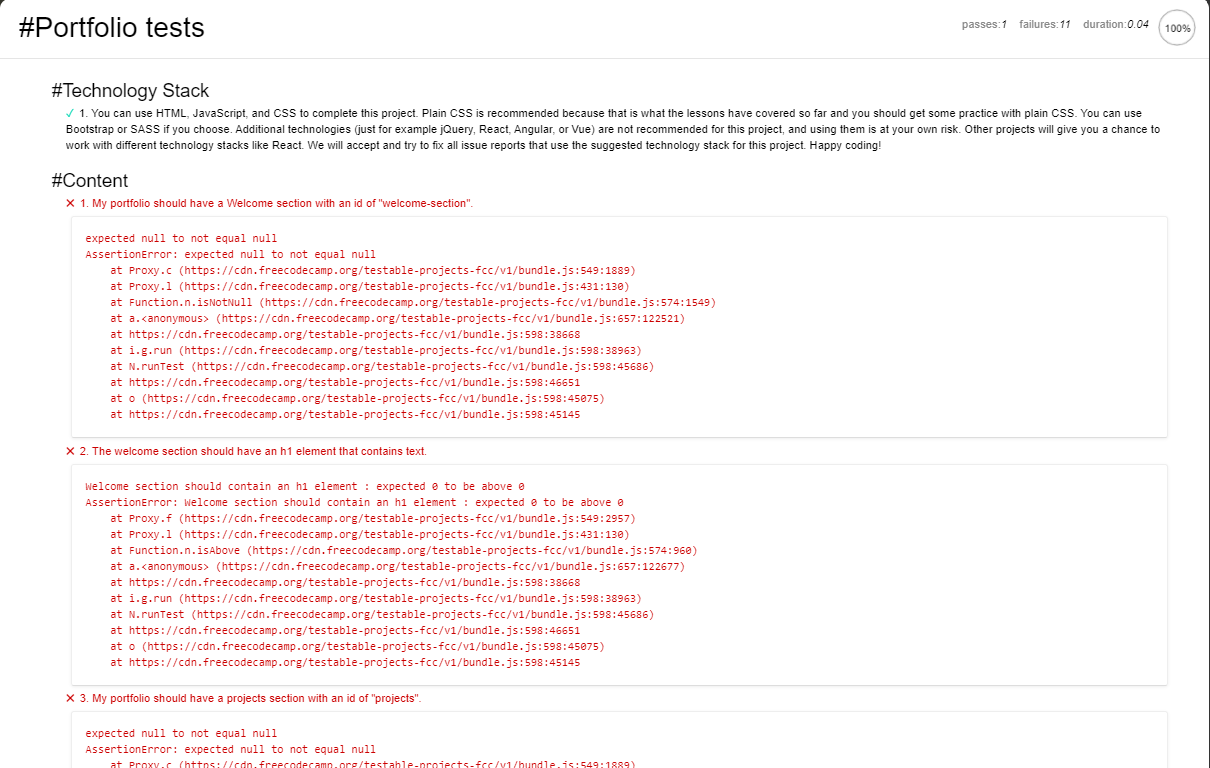 #Portfolio tests
passes:1 failures:11 duration:0.04 100%
#Technology Stack
✓ 1. You can use HTML, JavaScript, and CSS to complete this project. Plain CSS is recommended because that is what the lessons have covered so far and you should get some practice with plain CSS. You can use
Bootstrap or SASS if you choose. Additional technologies (just for example jQuery, React, Angular, or Vue) are not recommended for this project, and using them is at your own risk. Other projects will give you a chance to
work with different technology stacks like React. We will accept and try to fix all issue reports that use the suggested technology stack for this project. Happy coding!
#Content
✕ 1. My portfolio should have a Welcome section with an id of "welcome-section".
expected null to not equal null
AssertionError: expected null to not equal null
at Proxy.c (https://cdn.freecodecamp.org/testable-projects-fcc/v1/bundle.js:549:1889)
at Proxy.l (https://cdn.freecodecamp.org/testable-projects-fcc/v1/bundle.js:431:130)
at Function.n.isNotNull (https://cdn.freecodecamp.org/testable-projects-fcc/v1/bundle.js:574:1549)
at a.<anonymous> (https://cdn.freecodecamp.org/testable-projects-fcc/v1/bundle.js:657:122521)
at https://cdn.freecodecamp.org/testable-projects-fcc/v1/bundle.js:598:38668
at i.g.run (https://cdn.freecodecamp.org/testable-projects-fcc/v1/bundle.js:598:38963)
at N.runTest (https://cdn.freecodecamp.org/testable-projects-fcc/v1/bundle.js:598:45686)
at https://cdn.freecodecamp.org/testable-projects-fcc/v1/bundle.js:598:46651
at o (https://cdn.freecodecamp.org/testable-projects-fcc/v1/bundle.js:598:45075)
at https://cdn.freecodecamp.org/testable-projects-fcc/v1/bundle.js:598:45145
✕ 2. The welcome section should have an h1 element that contains text.
Welcome section should contain an h1 element : expected 0 to be above 0
AssertionError: Welcome section should contain an h1 element : expected 0 to be above 0
at Proxy.f (https://cdn.freecodecamp.org/testable-projects-fcc/v1/bundle.js:549:2957)
at Proxy.l (https://cdn.freecodecamp.org/testable-projects-fcc/v1/bundle.js:431:130)
at Function.n.isAbove (https://cdn.freecodecamp.org/testable-projects-fcc/v1/bundle.js:574:960)
at a.<anonymous> (https://cdn.freecodecamp.org/testable-projects-fcc/v1/bundle.js:657:122677)
at https://cdn.freecodecamp.org/testable-projects-fcc/v1/bundle.js:598:38668
at i.g.run (https://cdn.freecodecamp.org/testable-projects-fcc/v1/bundle.js:598:38963)
at N.runTest (https://cdn.freecodecamp.org/testable-projects-fcc/v1/bundle.js:598:45686)
at https://cdn.freecodecamp.org/testable-projects-fcc/v1/bundle.js:598:46651
at o (https://cdn.freecodecamp.org/testable-projects-fcc/v1/bundle.js:598:45075)
at https://cdn.freecodecamp.org/testable-projects-fcc/v1/bundle.js:598:45145
✕ 3. My portfolio should have a projects section with an id of "projects".
expected null to not equal null
AssertionError: expected null to not equal null
at Proxy.c (https://cdn.freecodecamp.org/testable-projects-fcc/v1/bundle.js:549:1889)